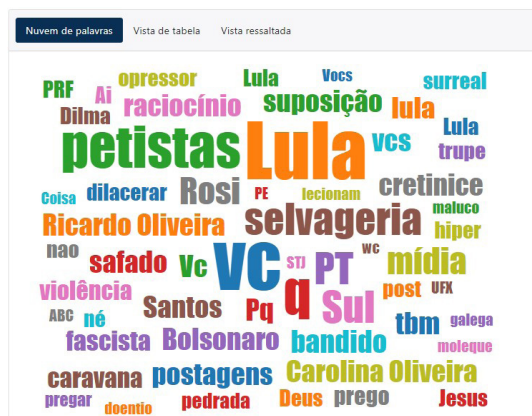 Nuvem de palavras Vista de tabela Vista ressaltada
PRF Ai opressor Lula Vocs surreal
Dilma raciocínio suposição lula Lula
petistas Lula vcs trupe
Coisa dilacerar Rosi PE lecionam cretinice maluco
Ricardo Oliveira selvageria hiper
nao safado Vc VC STJ PT wc mídia
violência Santos Pq q Sul post UFX
ABC né tbm galega
fascista Bolsonaro bandido moleque
caravana postagens Carolina Oliveira
pregar doentio pedrada Deus prego Jesus